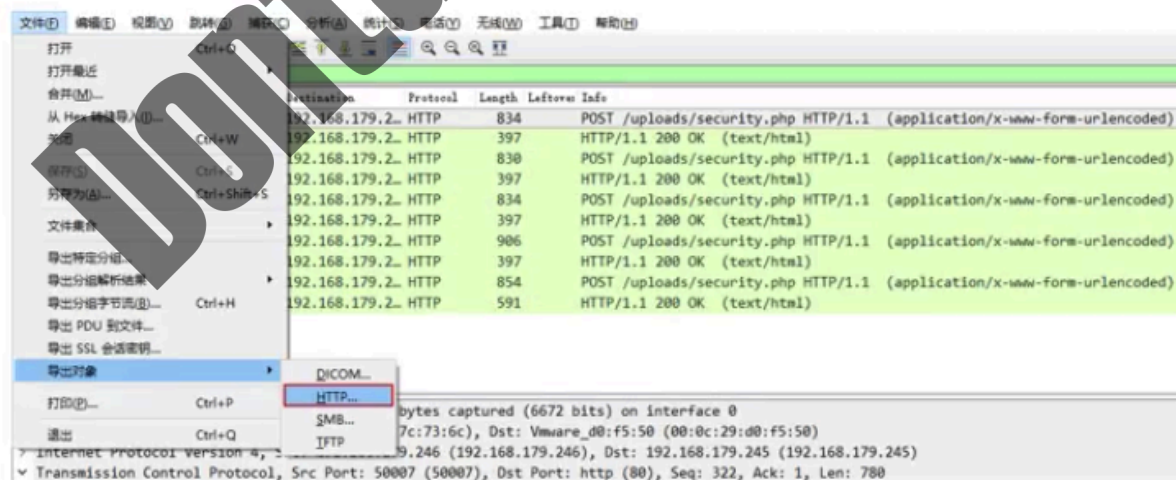 文件(F) 编辑(E) 视图(V) 跳转(G) 捕获(C) 分析(A) 统计(S) 电话(Y) 无线(W) 工具(T) 帮助(H)
打开 Ctrl+O
打开最近
合并(M)...
从 Hex 转储导入(I)...
关闭 Ctrl+W
保存(S) Ctrl+S
另存为(A)... Ctrl+Shift+S
文件集合
导出特定分组...
导出分组解析结果
导出分组字节流(B)... Ctrl+H
导出 PDU 到文件...
导出 SSL 会话密钥...
导出对象
打印(P)... Ctrl+P
退出 Ctrl+Q
DICOM...
HTTP...
SMB...
TFTP
Destination Protocol Length Leftover Info
192.168.179.2… HTTP 834 POST /uploads/security.php HTTP/1.1 (application/x-www-form-urlencoded)
192.168.179.2… HTTP 397 HTTP/1.1 200 OK (text/html)
192.168.179.2… HTTP 830 POST /uploads/security.php HTTP/1.1 (application/x-www-form-urlencoded)
192.168.179.2… HTTP 397 HTTP/1.1 200 OK (text/html)
192.168.179.2… HTTP 834 POST /uploads/security.php HTTP/1.1 (application/x-www-form-urlencoded)
192.168.179.2… HTTP 397 HTTP/1.1 200 OK (text/html)
192.168.179.2… HTTP 906 POST /uploads/security.php HTTP/1.1 (application/x-www-form-urlencoded)
192.168.179.2… HTTP 397 HTTP/1.1 200 OK (text/html)
192.168.179.2… HTTP 854 POST /uploads/security.php HTTP/1.1 (application/x-www-form-urlencoded)
192.168.179.2… HTTP 591 HTTP/1.1 200 OK (text/html)
bytes captured (6672 bits) on interface 0
7c:73:6c), Dst: Vmware_d0:f5:50 (00:0c:29:d0:f5:50)
Internet Protocol Version 4, 9.246 (192.168.179.246), Dst: 192.168.179.245 (192.168.179.245)
Transmission Control Protocol, Src Port: 50007 (50007), Dst Port: http (80), Seq: 322, Ack: 1, Len: 780
Dont